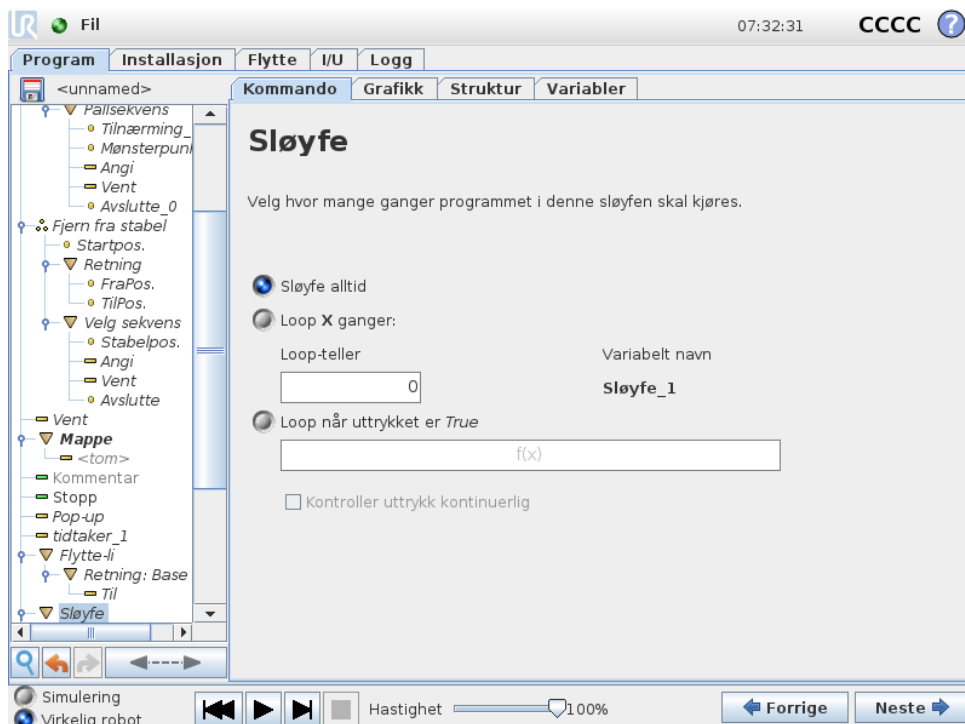 UR Fil 07:32:31 CCCC ?
Program Installasjon Flytte I/U Logg
<unnamed>
Kommando Grafikk Struktur Variabler
Pallsekvens
Tilnærming_
Mønsterpun
Angi
Vent
Avslutte_0
Fjern fra stabel
Startpos.
Retning
FraPos.
TilPos.
Velg sekvens
Stabelpos.
Angi
Vent
Avslutte
Vent
Mappe
<tom>
Kommentar
Stopp
Pop-up
tidtaker_1
Flytte-li
Retning: Base
Til
Sløyfe
Sløyfe
Velg hvor mange ganger programmet i denne sløyfen skal kjøres.
Sløyfe alltid
Loop X ganger:
Loop-teller Variabelt navn
0 Sløyfe_1
Loop når uttrykket er True
f(x)
Kontroller uttrykk kontinuerlig
Simulering
Virkelig robot
Hastighet 100%
Forrige Neste